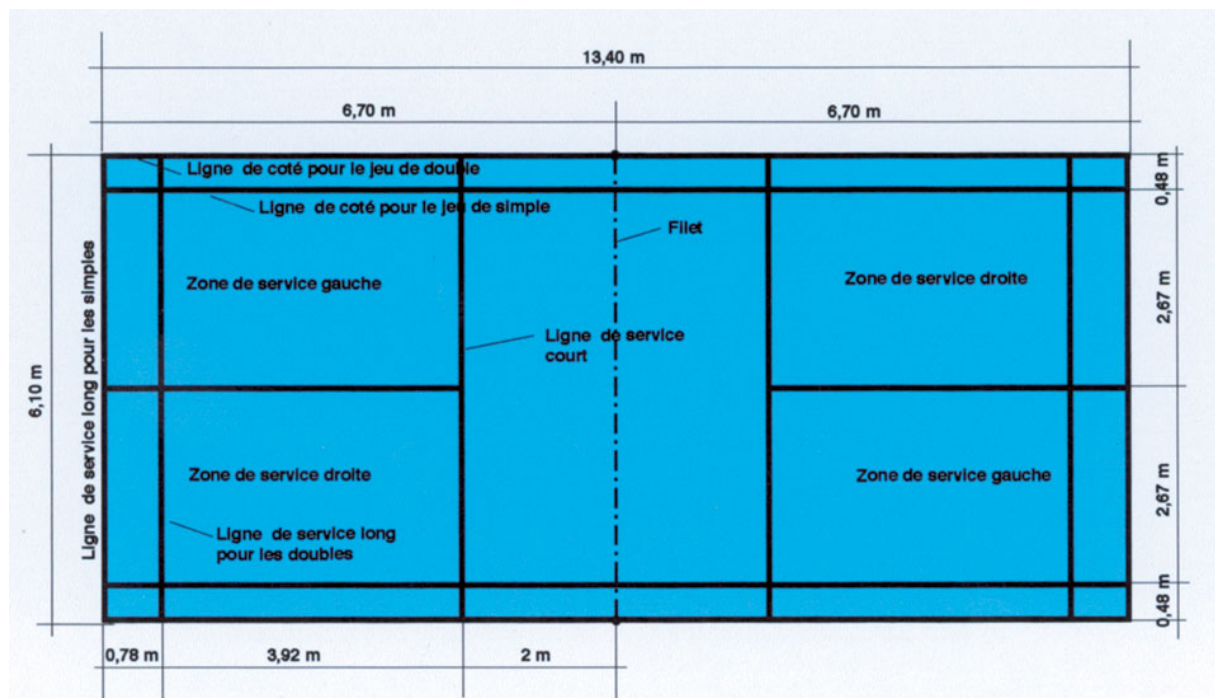 13,40 m
6,70 m
6,70 m
Ligne de coté pour le jeu de double
Ligne de coté pour le jeu de simple
Filet
Zone de service gauche
Zone de service droite
Ligne de service
court
Zone de service droite
Zone de service gauche
Ligne de service long
pour les doubles
Ligne de service long pour les simples
6,10 m
0,48 m
2,67 m
2,67 m
0,48 m
0,78 m
3,92 m
2 m